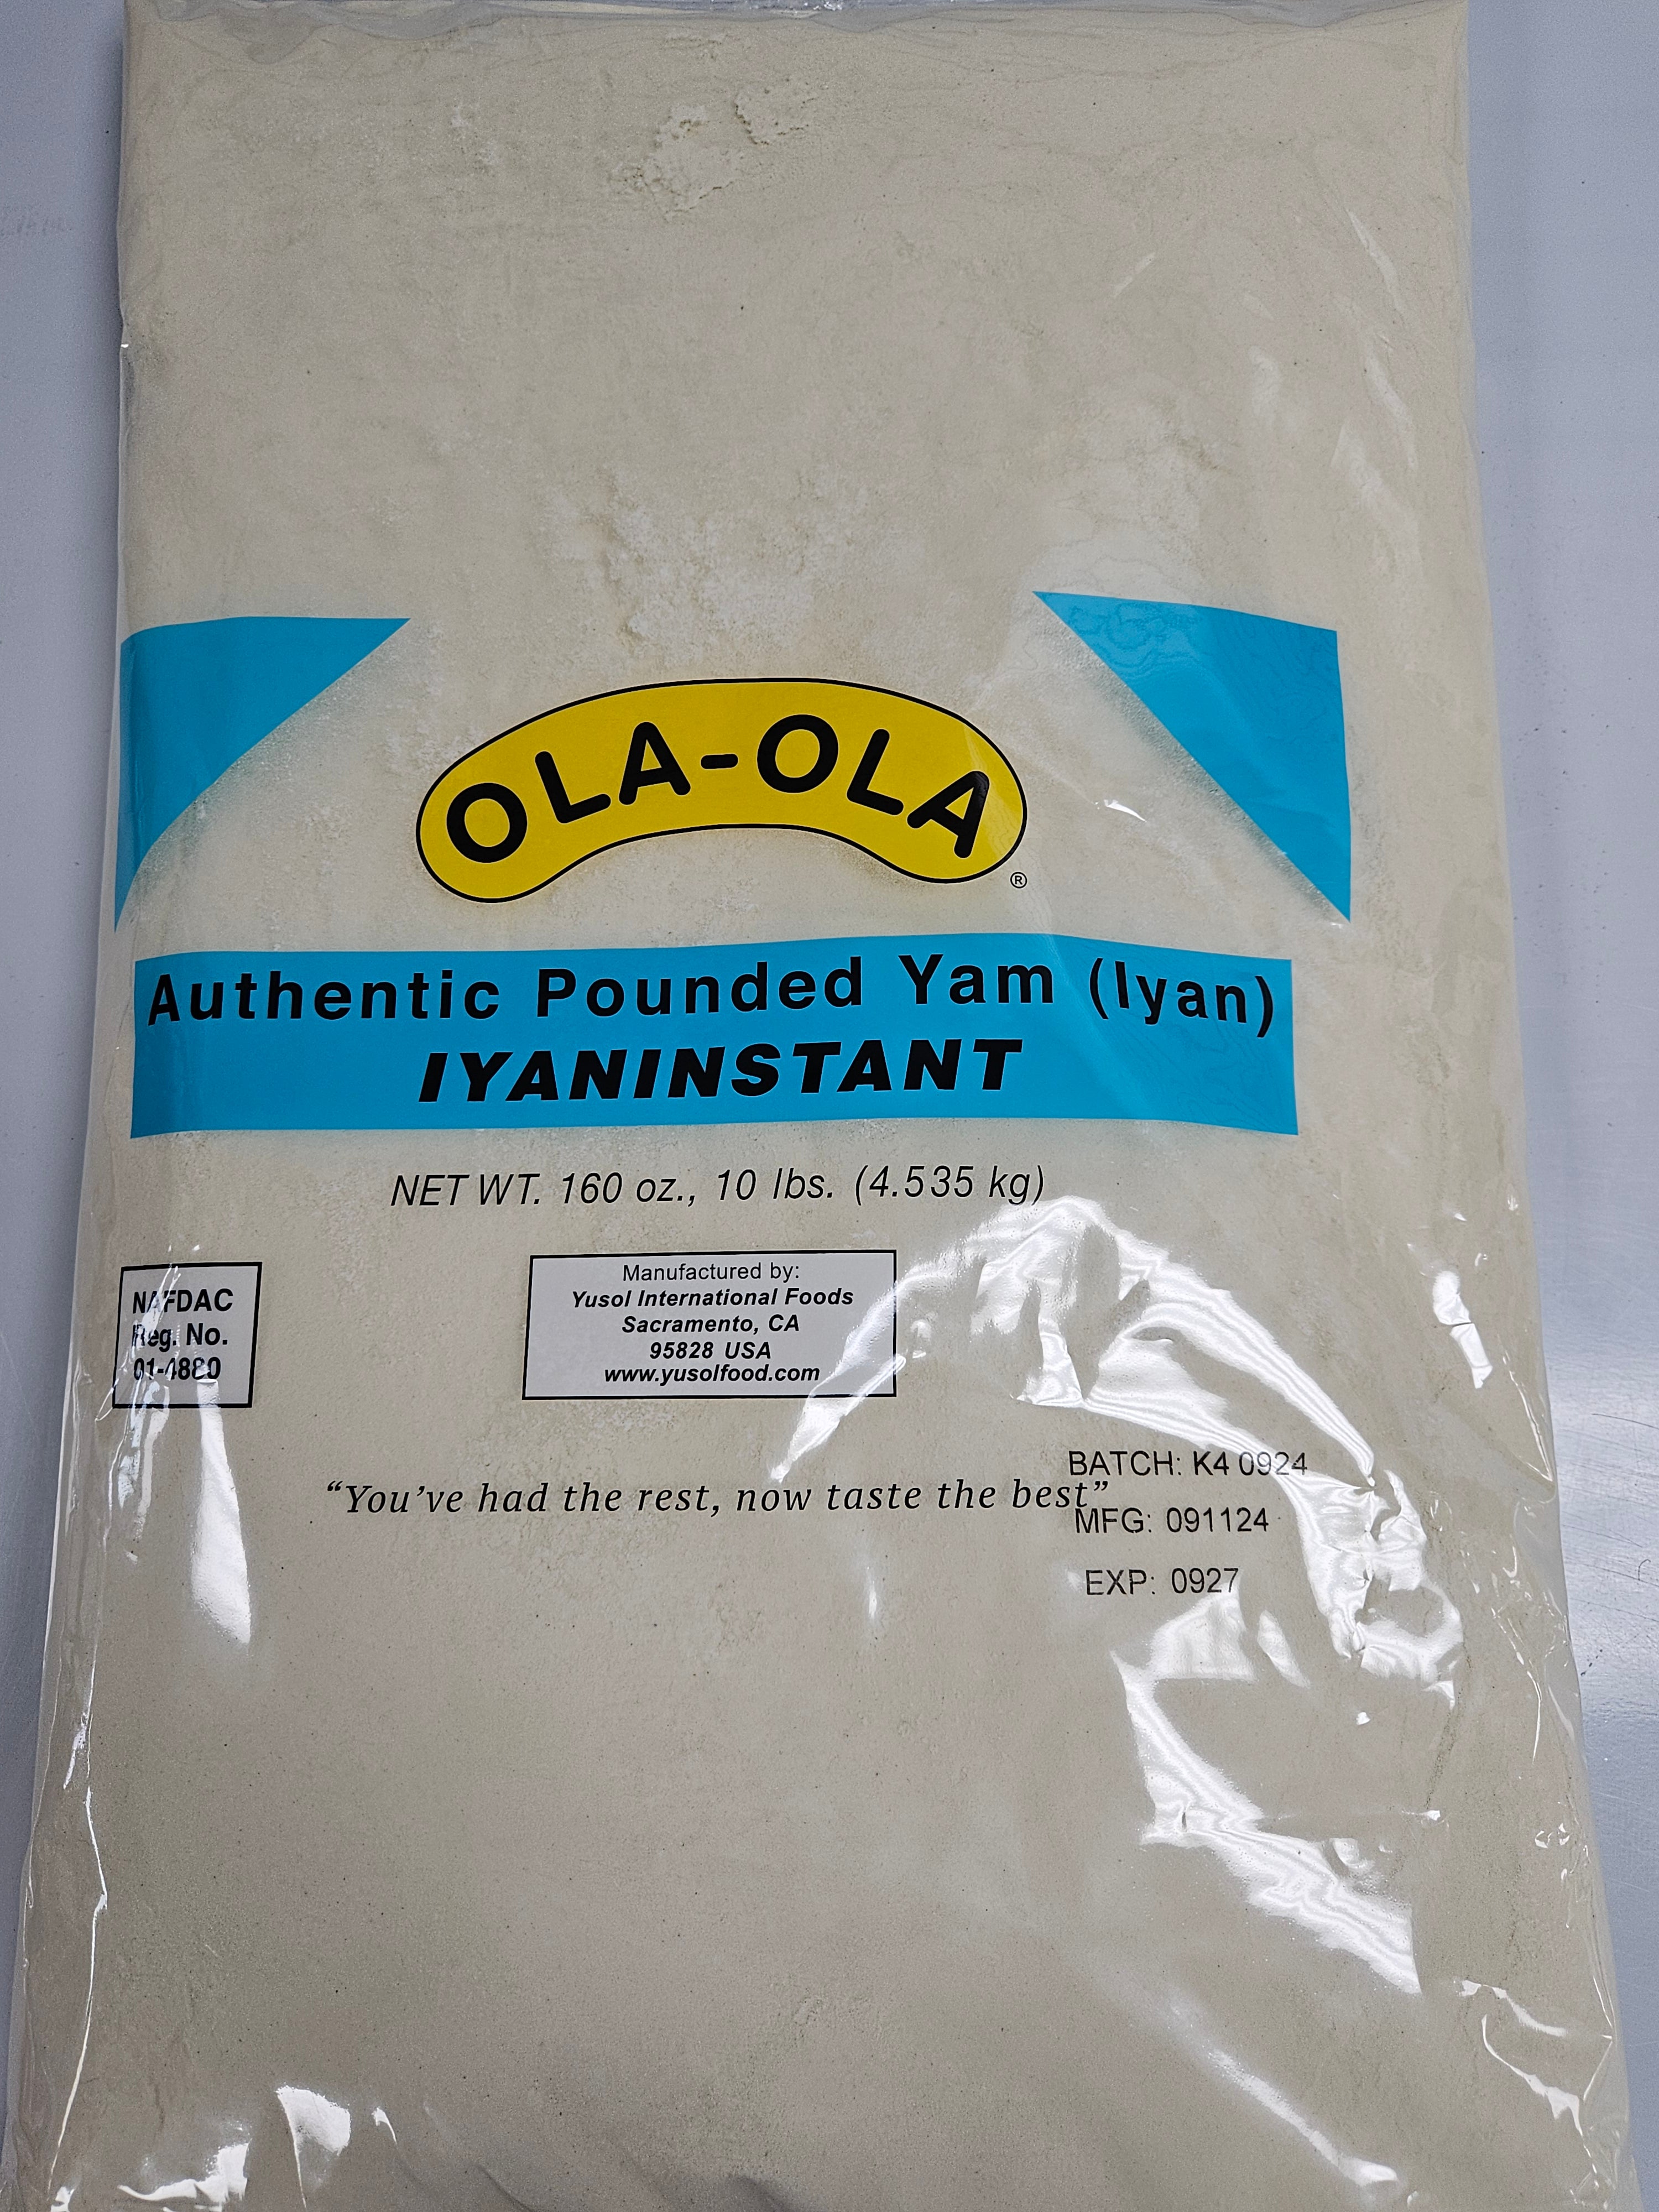 OLA-OLA
®
Authentic Pounded Yam (Iyan)
IYANINSTANT
NET WT. 160 oz., 10 lbs. (4.535 kg)
NAFDAC
Reg. No.
01-4880
Manufactured by:
Yusol International Foods
Sacramento, CA
95828 USA
www.yusolfood.com
“You’ve had the rest, now taste the best”
BATCH: K4 0924
MFG: 091124
EXP: 0927